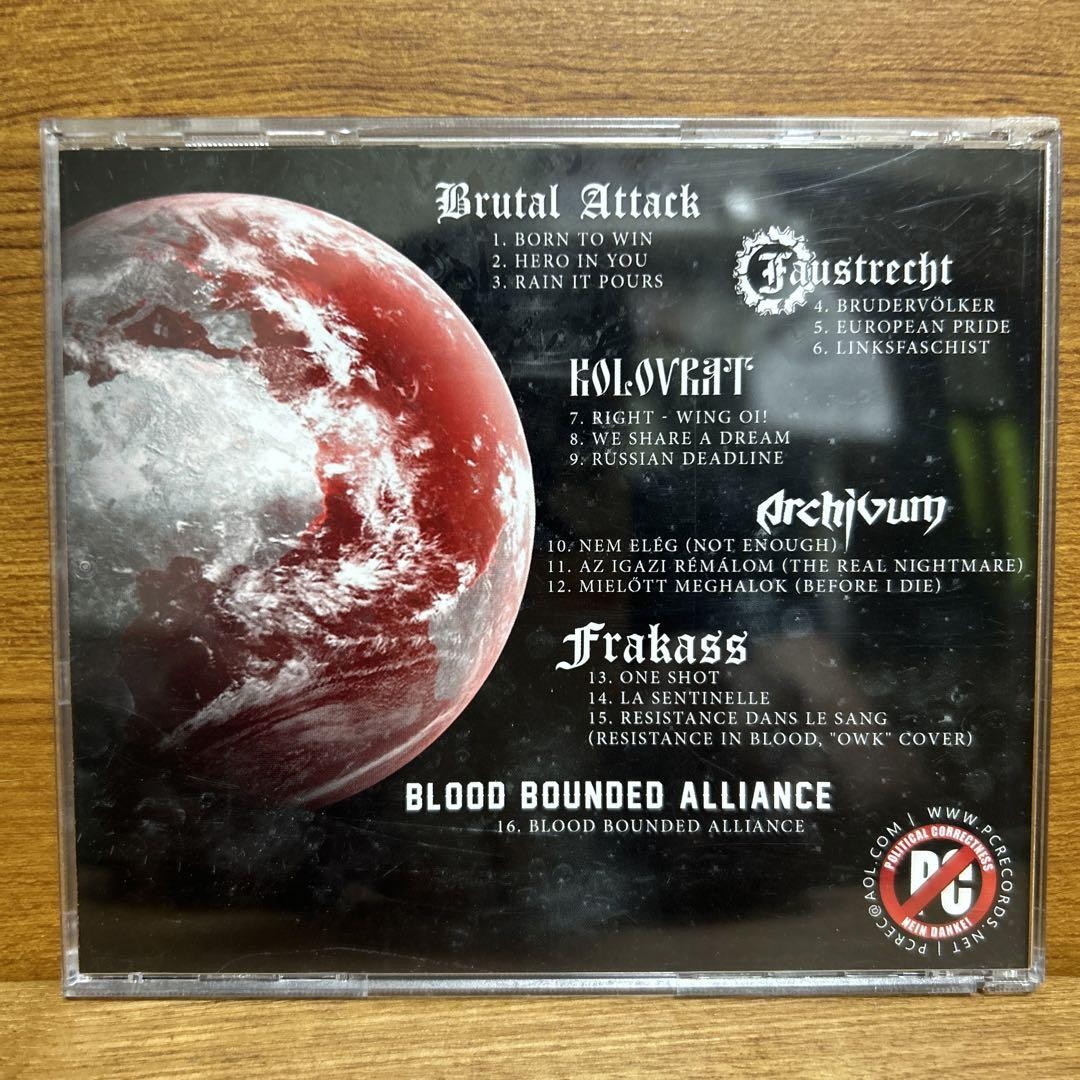 Brutal Attack
1. BORN TO WIN
2. HERO IN YOU
3. RAIN IT POURS
Faustrecht
4. BRUDERVÖLKER
5. EUROPEAN PRIDE
6. LINKSFASCHIST
KOLOVRAT
7. RIGHT - WING OI!
8. WE SHARE A DREAM
9. RUSSIAN DEADLINE
Archivum
10. NEM ELÉG (NOT ENOUGH)
11. AZ IGAZI RÉMÁLOM (THE REAL NIGHTMARE)
12. MIELŐTT MEGHALOK (BEFORE I DIE)
Frakass
13. ONE SHOT
14. LA SENTINELLE
15. RESISTANCE DANS LE SANG
(RESISTANCE IN BLOOD, "OWK" COVER)
BLOOD BOUNDED ALLIANCE
16. BLOOD BOUNDED ALLIANCE
PCREC@AOL.COM | WWW.PCRECORDS.NET |
POLITICAL CORRECTNESS
PC
NEIN DANKE!